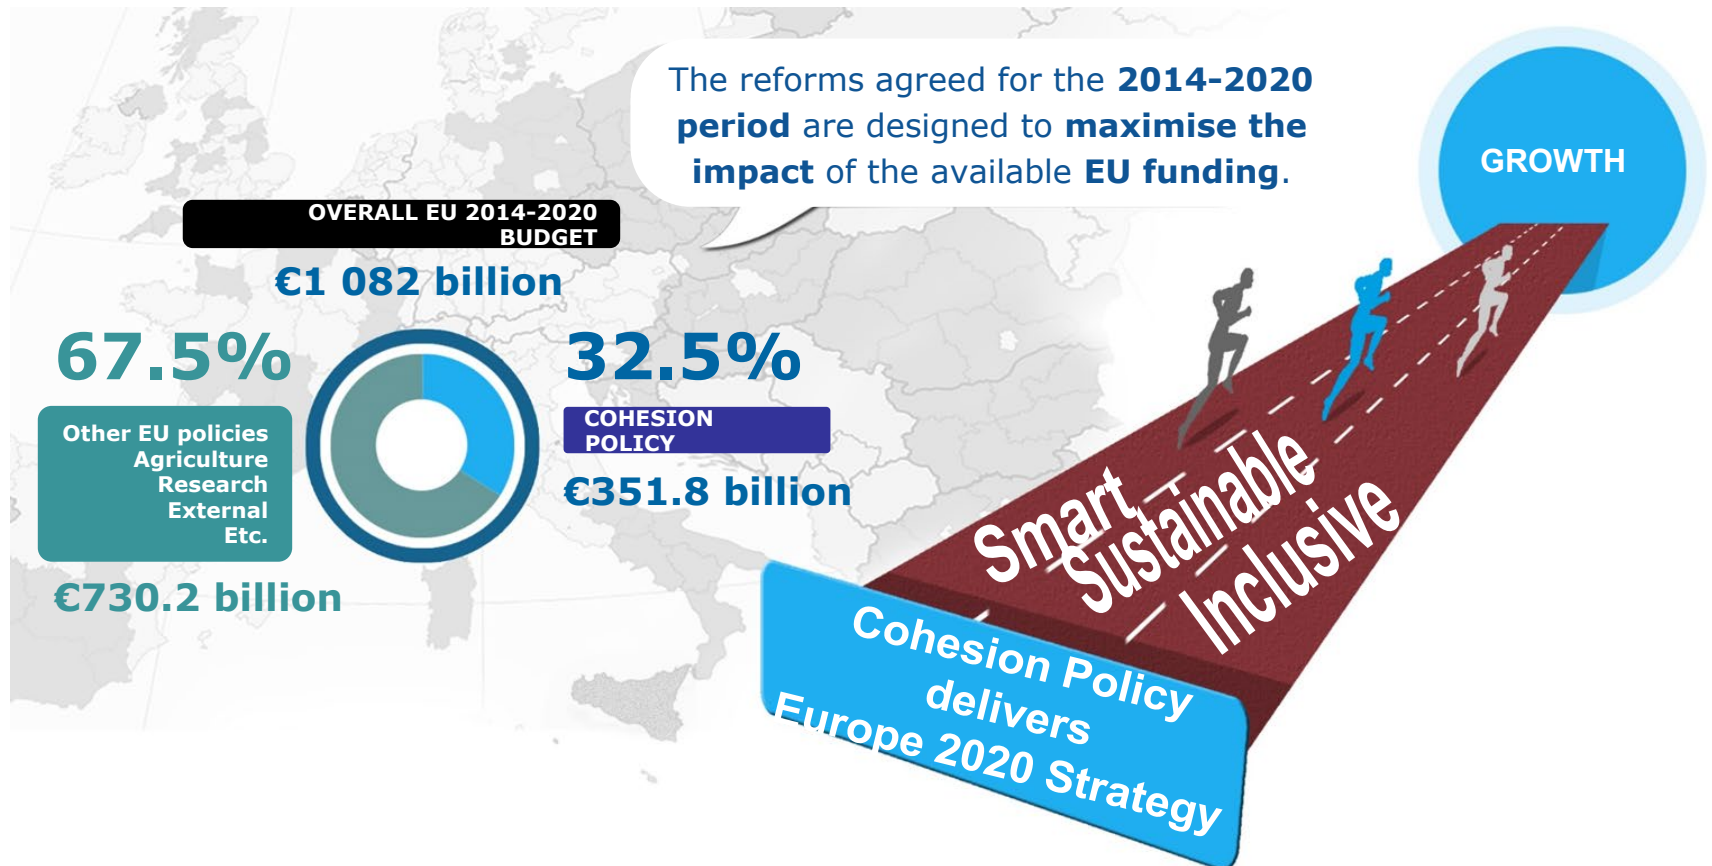 The reforms agreed for the 2014-2020
period are designed to maximise the
impact of the available EU funding.
GROWTH
OVERALL EU 2014-2020
BUDGET
€1 082 billion
67.5%
32.5%
Other EU policies
Agriculture
Research
External
Etc.
COHESION
POLICY
€351.8 billion
€730.2 billion
Smart,
Sustainable
Inclusive
Cohesion Policy
delivers
Europe 2020 Strategy